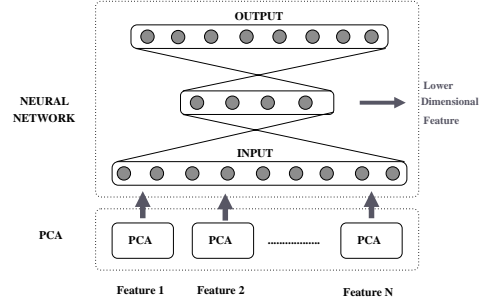 OUTPUT
NEURAL
NETWORK
Lower
Dimensional
Feature
INPUT
PCA
PCA
PCA
..................
PCA
Feature 1
Feature 2
Feature N